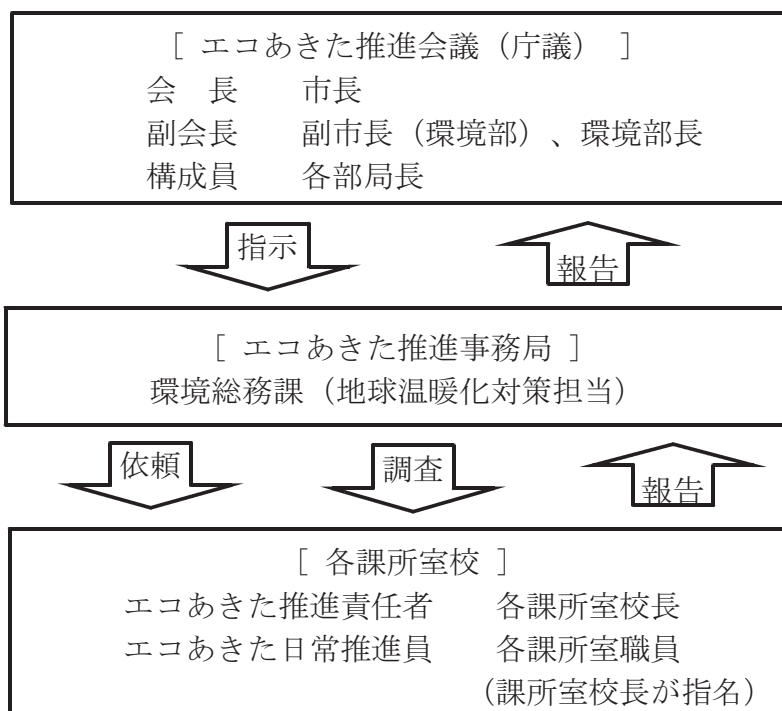 [ エコあきた推進会議（庁議） ]
会　長　　市長
副会長　　副市長（環境部）、環境部長
構成員　　各部局長
指示
報告
[ エコあきた推進事務局 ]
環境総務課（地球温暖化対策担当）
依頼
調査
報告
[ 各課所室校 ]
エコあきた推進責任者　　各課所室校長
エコあきた日常推進員　　各課所室職員
（課所室校長が指名）